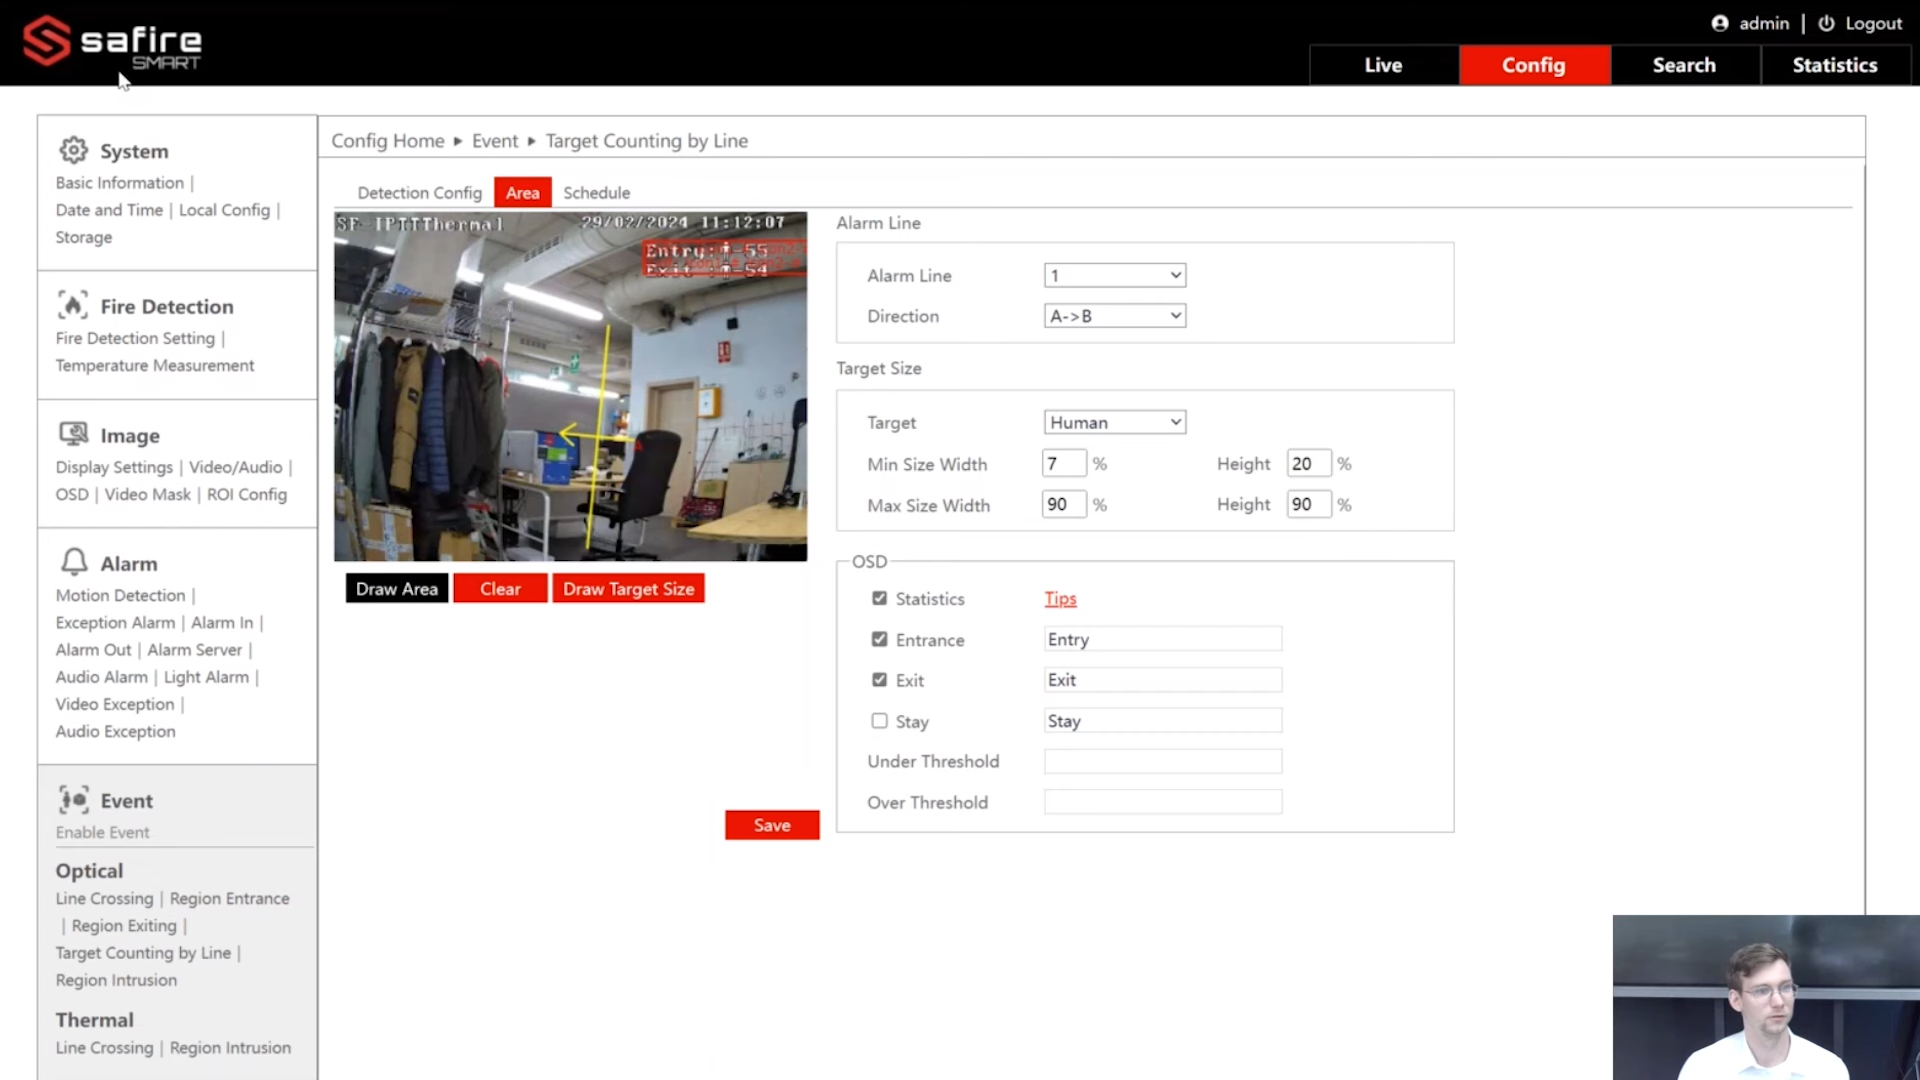 safire
SMART
admin | Logout
Live
Config
Search
Statistics
System
Basic Information |
Date and Time | Local Config |
Storage
Fire Detection
Fire Detection Setting |
Temperature Measurement
Image
Display Settings | Video/Audio |
OSD | Video Mask | ROI Config
Alarm
Motion Detection |
Exception Alarm | Alarm In |
Alarm Out | Alarm Server |
Audio Alarm | Light Alarm |
Video Exception |
Audio Exception
Event
Enable Event
Optical
Line Crossing | Region Entrance
| Region Exiting |
Target Counting by Line |
Region Intrusion
Thermal
Line Crossing | Region Intrusion
Config Home ▸ Event ▸ Target Counting by Line
Detection Config
Area
Schedule
29/02/2024 11:12:07
Entry: -55
Exit: -54
Draw Area
Clear
Draw Target Size
Save
Alarm Line
Alarm Line
1
Direction
A->B
Target Size
Target
Human
Min Size Width
7
%
Height
20
%
Max Size Width
90
%
Height
90
%
OSD
Statistics
Tips
Entrance
Entry
Exit
Exit
Stay
Stay
Under Threshold
Over Threshold